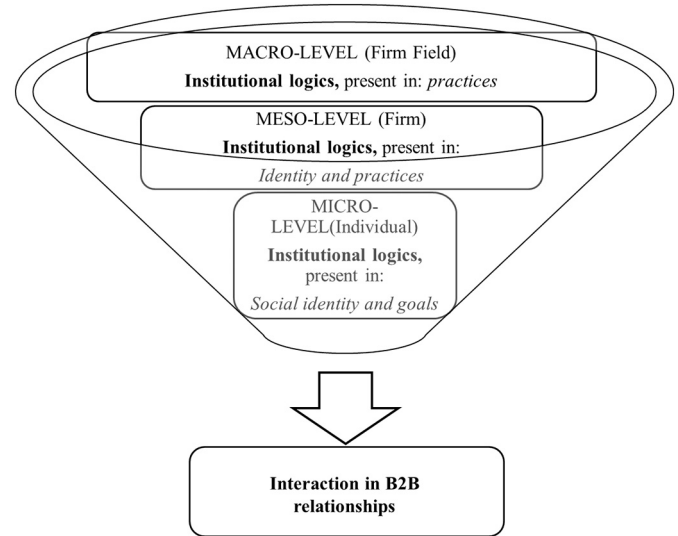 MACRO-LEVEL (Firm Field)
Institutional logics, present in: practices
MESO-LEVEL (Firm)
Institutional logics, present in:
Identity and practices
MICRO-
LEVEL(Individual)
Institutional logics,
present in:
Social identity and goals
Interaction in B2B
relationships